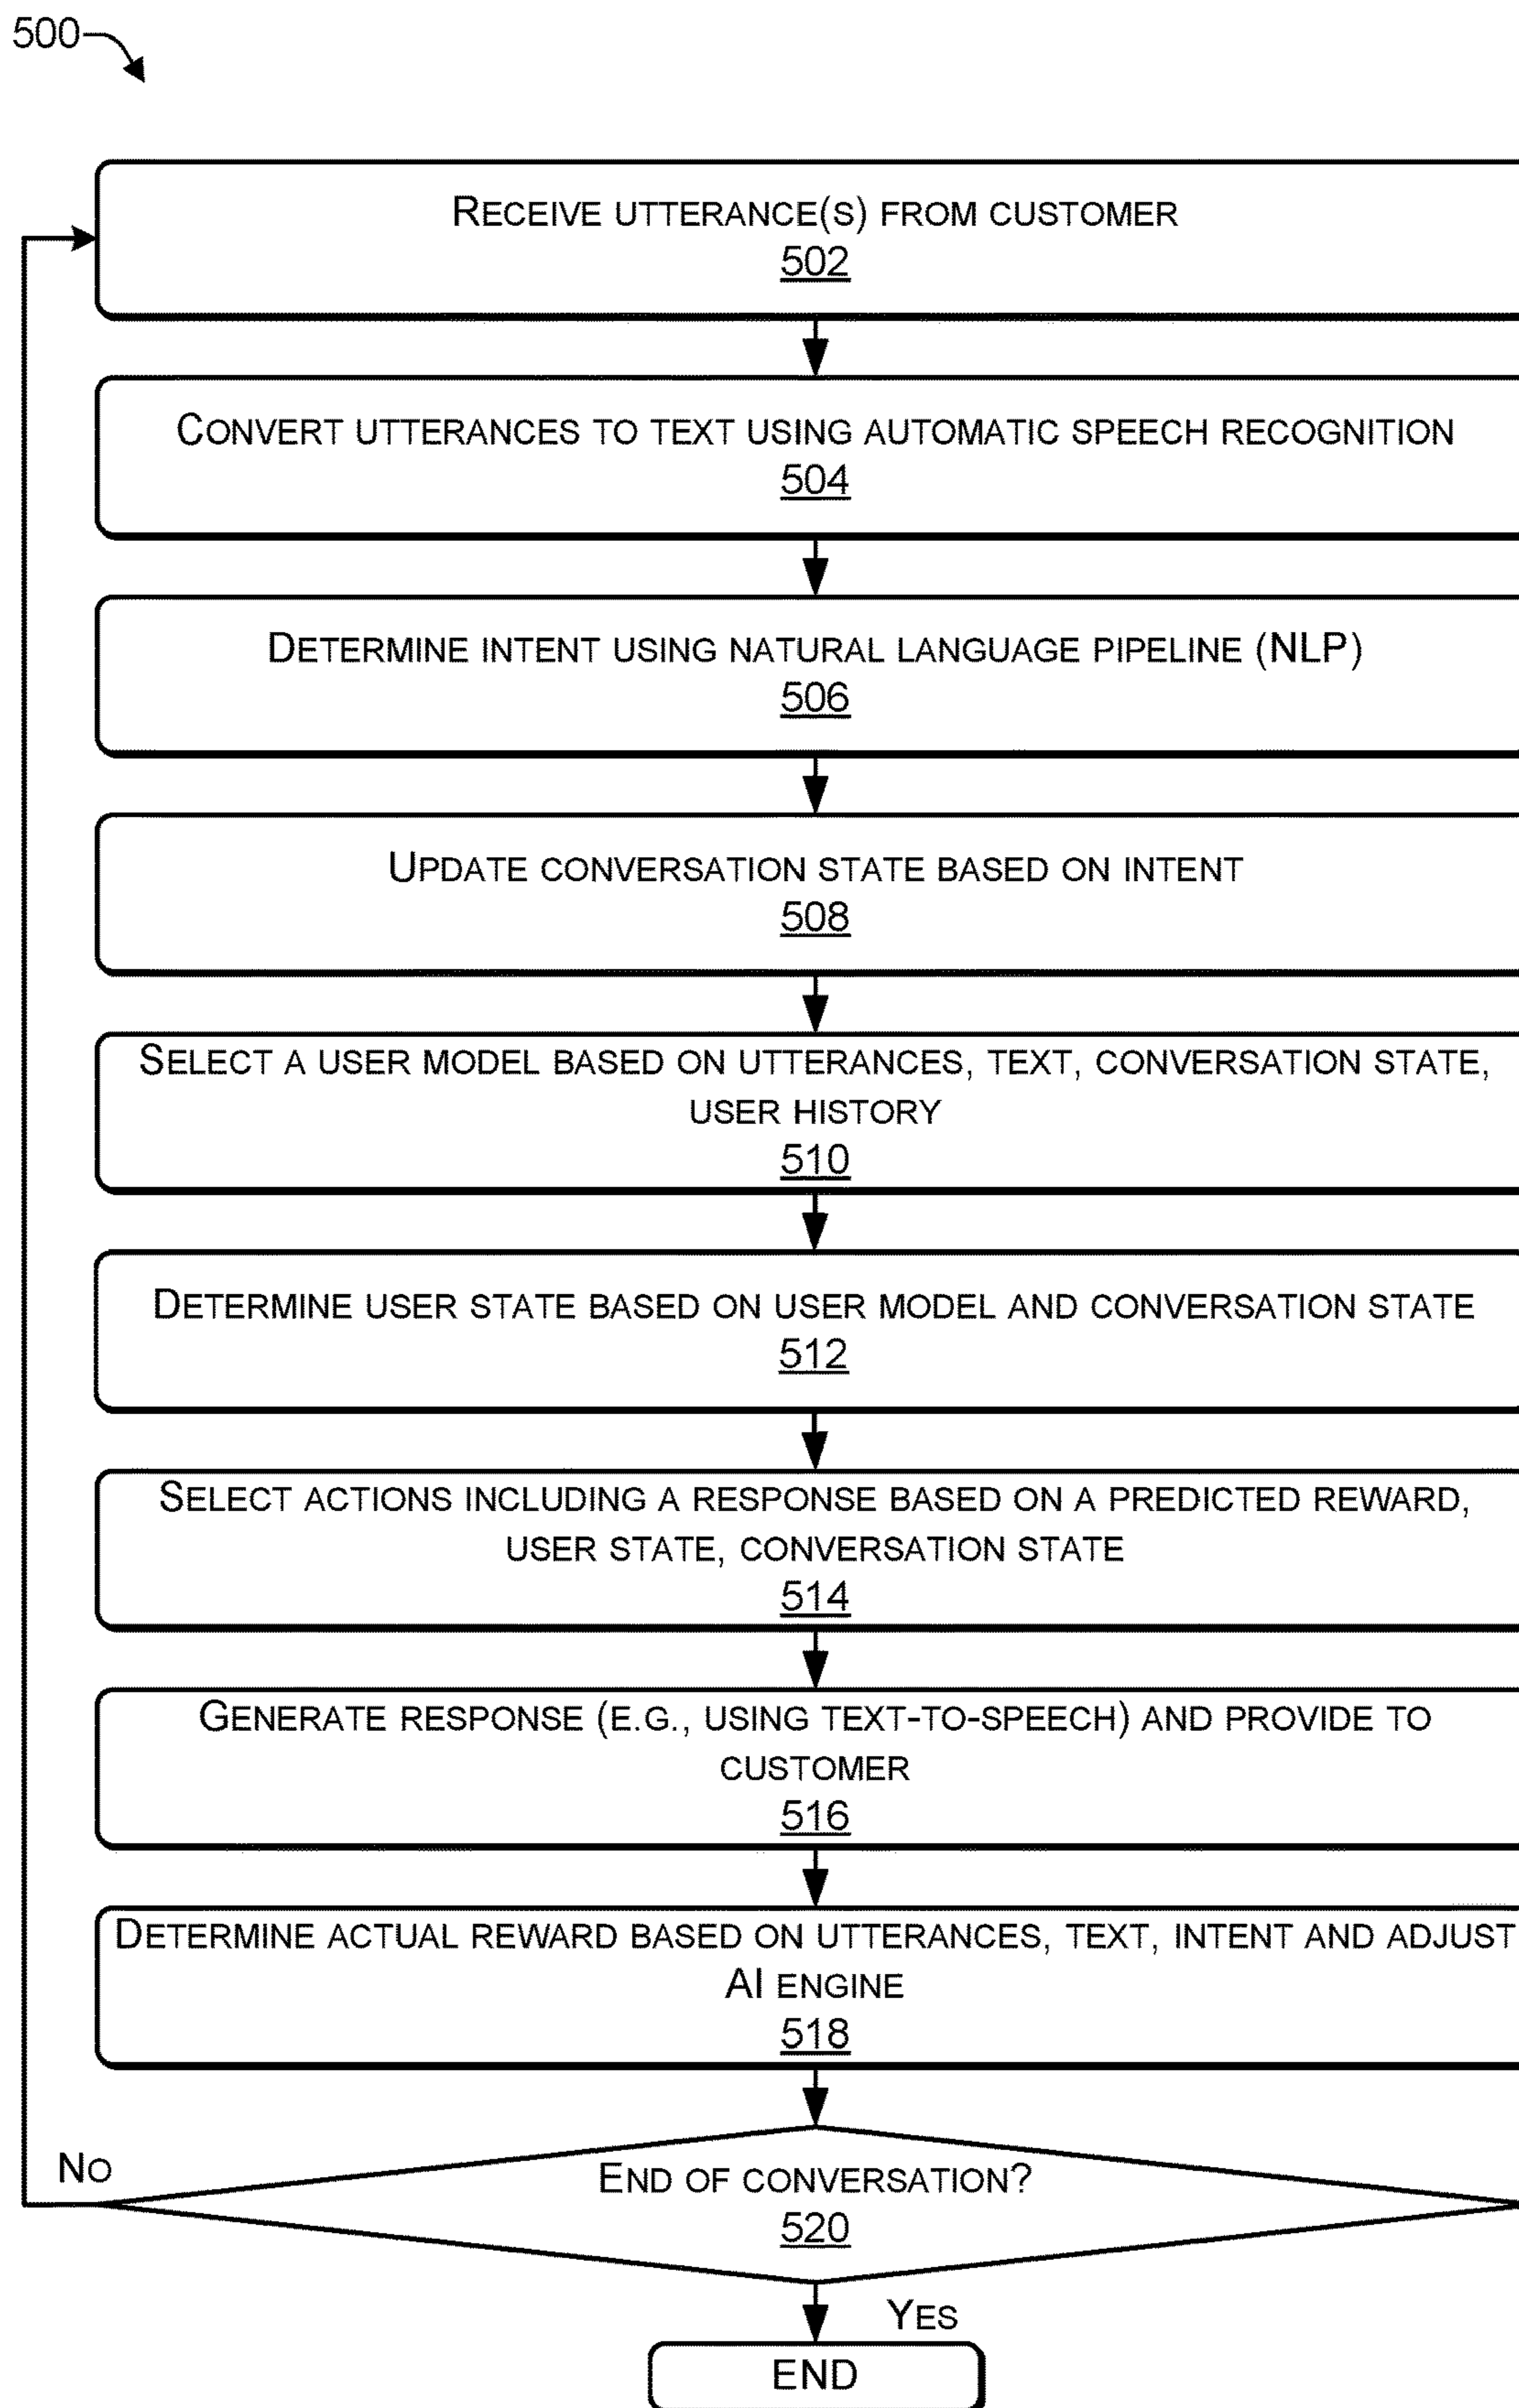 500
RECEIVE UTTERANCE(S) FROM CUSTOMER
502
CONVERT UTTERANCES TO TEXT USING AUTOMATIC SPEECH RECOGNITION
504
DETERMINE INTENT USING NATURAL LANGUAGE PIPELINE (NLP)
506
UPDATE CONVERSATION STATE BASED ON INTENT
508
SELECT A USER MODEL BASED ON UTTERANCES, TEXT, CONVERSATION STATE,
USER HISTORY
510
DETERMINE USER STATE BASED ON USER MODEL AND CONVERSATION STATE
512
SELECT ACTIONS INCLUDING A RESPONSE BASED ON A PREDICTED REWARD,
USER STATE, CONVERSATION STATE
514
GENERATE RESPONSE (E.G., USING TEXT-TO-SPEECH) AND PROVIDE TO
CUSTOMER
516
DETERMINE ACTUAL REWARD BASED ON UTTERANCES, TEXT, INTENT AND ADJUST
AI ENGINE
518
NO
END OF CONVERSATION?
520
YES
END